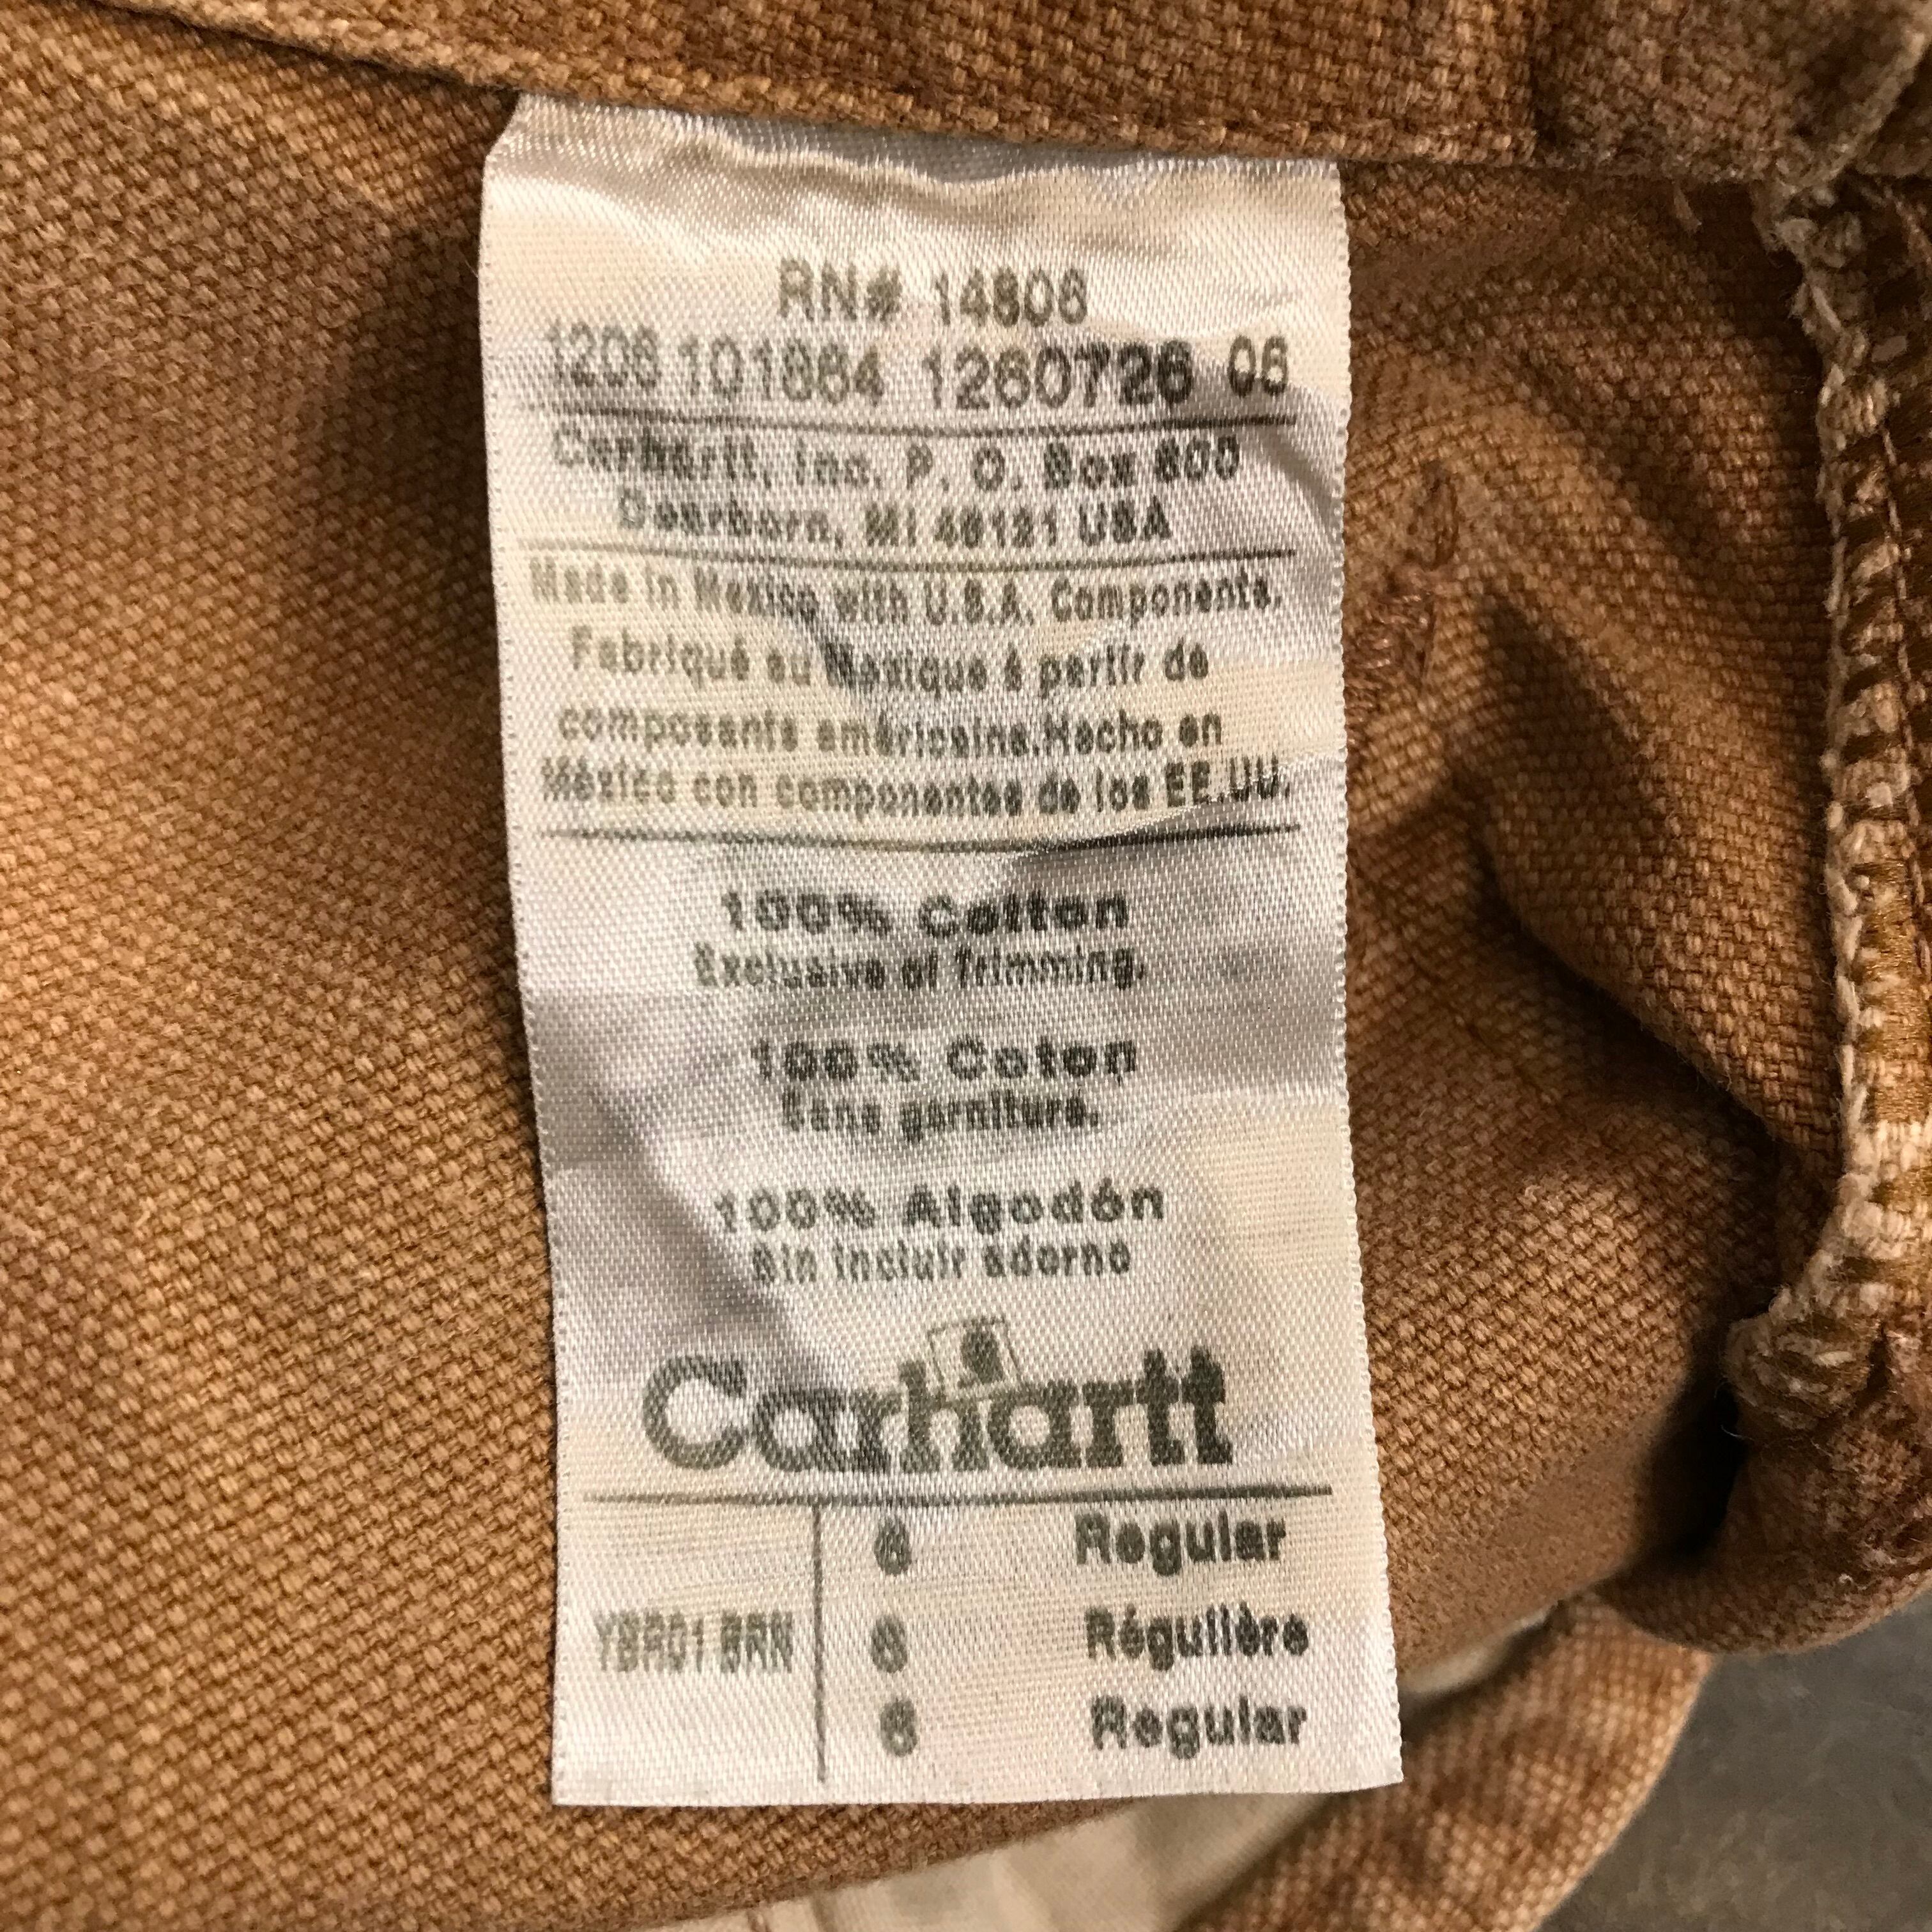 RN# 14806
1208 101864 1260726 06
Carhartt, Inc. P. O. Box 600
Dearborn, MI 48121 USA
Made in Mexico with U.S.A. Components.
Fabriqué au Mexique á partir de
composants américains.Hecho en
México con componentes de los EE.UU.
100% Cotton
Exclusive of Trimming.
100% Coton
Sans garniture.
100% Algodón
Sin incluir adorno
Carhartt
6 Regular
YBR01 BRN 6 Régulière
6 Regular